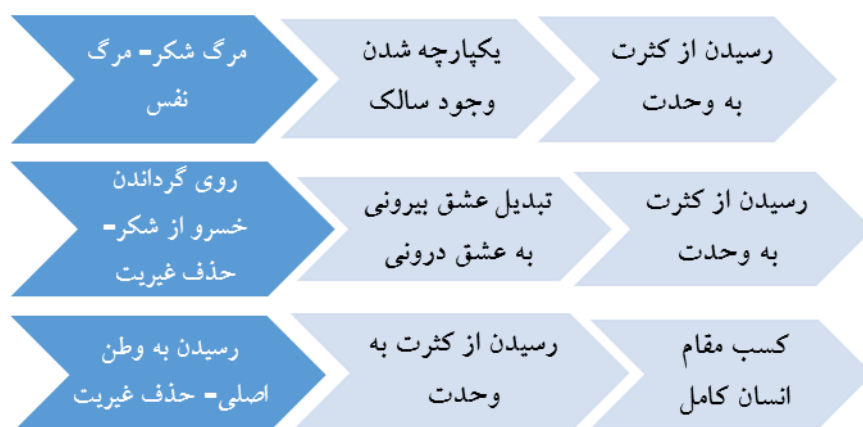 مرگ شکر- مرگ
نفس
یکپارچه شدن
وجود سالک
رسیدن از کثرت
به وحدت
روی گرداندن
خسرو از شکر-
حذف غیریت
تبدیل عشق بیرونی
به عشق درونی
رسیدن از کثرت
به وحدت
رسیدن به وطن
اصلی- حذف غیریت
رسیدن از کثرت به
وحدت
کسب مقام
انسان کامل